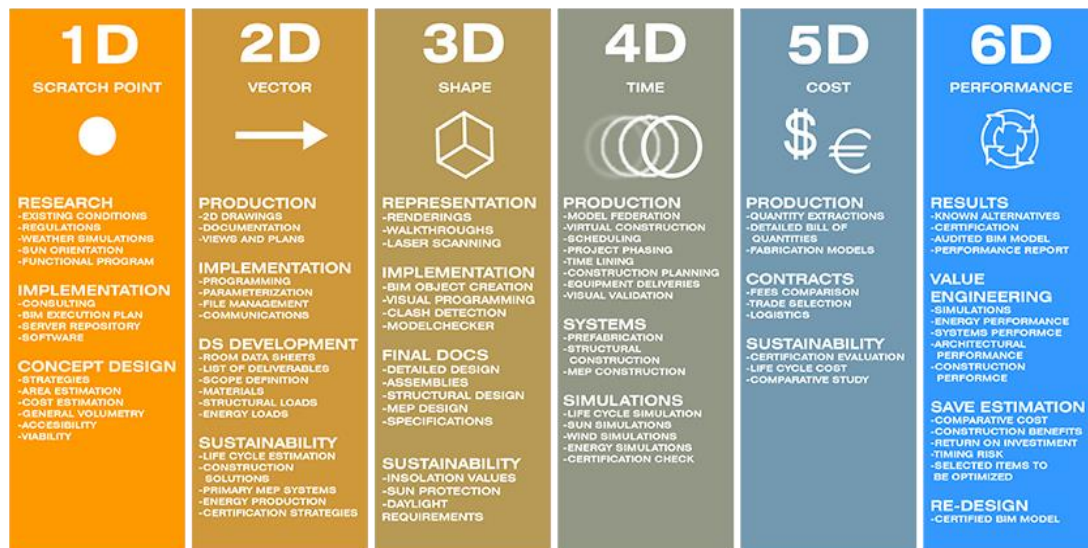 1D
SCRATCH POINT
RESEARCH
-EXISTING CONDITIONS
-REGULATIONS
-WEATHER SIMULATIONS
-SUN ORIENTATION
-FUNCTIONAL PROGRAM
IMPLEMENTATION
-CONSULTING
-BIM EXECUTION PLAN
-SERVER REPOSITORY
-SOFTWARE
CONCEPT DESIGN
-STRATEGIES
-AREA ESTIMATION
-COST ESTIMATION
-GENERAL VOLUMETRY
-ACCESIBILITY
-VIABILITY
2D
VECTOR
PRODUCTION
-2D DRAWINGS
-DOCUMENTATION
-VIEWS AND PLANS
IMPLEMENTATION
-PROGRAMMING
-PARAMETERIZATION
-FILE MANAGEMENT
-COMMUNICATIONS
DS DEVELOPMENT
-ROOM DATA SHEETS
-LIST OF DELIVERABLES
-SCOPE DEFINITION
-MATERIALS
-STRUCTURAL LOADS
-ENERGY LOADS
SUSTAINABILITY
-LIFE CYCLE ESTIMATION
-CONSTRUCTION
SOLUTIONS
-PRIMARY MEP SYSTEMS
-ENERGY PRODUCTION
-CERTIFICATION STRATEGIES
3D
SHAPE
REPRESENTATION
-RENDERINGS
-WALKTHROUGHS
-LASER SCANNING
IMPLEMENTATION
-BIM OBJECT CREATION
-VISUAL PROGRAMMING
-CLASH DETECTION
-MODELCHECKER
FINAL DOCS
-DETAILED DESIGN
-ASSEMBLIES
-STRUCTURAL DESIGN
-MEP DESIGN
-SPECIFICATIONS
SUSTAINABILITY
-INSOLATION VALUES
-SUN PROTECTION
-DAYLIGHT
REQUIREMENTS
4D
TIME
PRODUCTION
-MODEL FEDERATION
-VIRTUAL CONSTRUCTION
-SCHEDULING
-PROJECT PHASING
-TIME LINING
-CONSTRUCTION PLANNING
-EQUIPMENT DELIVERIES
-VISUAL VALIDATION
SYSTEMS
-PREFABRICATION
-STRUCTURAL
CONSTRUCTION
-MEP CONSTRUCTION
SIMULATIONS
-LIFE CYCLE SIMULATION
-SUN SIMULATIONS
-WIND SIMULATIONS
-ENERGY SIMULATIONS
-CERTIFICATION CHECK
5D
COST
$ €
PRODUCTION
-QUANTITY EXTRACTIONS
-DETAILED BILL OF
QUANTITIES
-FABRICATION MODELS
CONTRACTS
-FEES COMPARISON
-TRADE SELECTION
-LOGISTICS
SUSTAINABILITY
-CERTIFICATION EVALUATION
-LIFE CYCLE COST
-COMPARATIVE STUDY
6D
PERFORMANCE
RESULTS
-KNOWN ALTERNATIVES
-CERTIFICATION
-AUDITED BIM MODEL
-PERFORMANCE REPORT
VALUE
ENGINEERING
-SIMULATIONS
-ENERGY PERFORMANCE
-SYSTEMS PERFORMCE
-ARCHITECTURAL
PERFORMANCE
-CONSTRUCTION
PERFORMCE
SAVE ESTIMATION
-COMPARATIVE COST
-CONSTRUCTION BENEFITS
-RETURN ON INVESTIMENT
-TIMING RISK
-SELECTED ITEMS TO
BE OPTIMIZED
RE-DESIGN
-CERTIFIED BIM MODEL